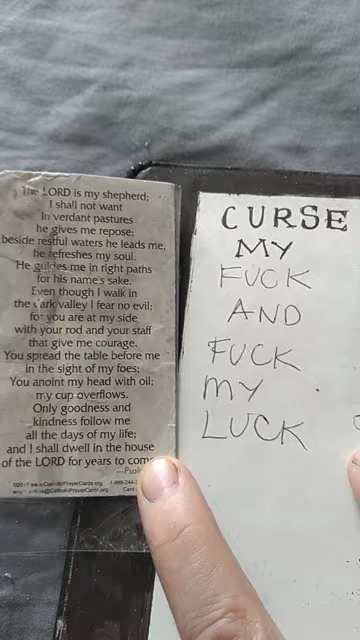 The LORD is my shepherd;
I shall not want
In verdant pastures
he gives me repose;
beside restful waters he leads me,
he refreshes my soul.
He guides me in right paths
for his name's sake.
Even though I walk in
the dark valley I fear no evil;
for you are at my side
with your rod and your staff
that give me courage.
You spread the table before me
in the sight of my foes;
You anoint my head with oil;
my cup overflows.
Only goodness and
kindness follow me
all the days of my life;
and I shall dwell in the house
of the LORD for years to come
—Psalm
www.CatholicPrayerCards.org
CURSE
MY
FUCK
AND
FUCK
MY
LUCK